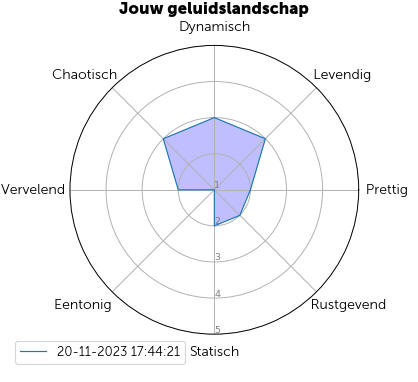 Jouw geluidslandschap
Dynamisch
Chaotisch
Levendig
Vervelend
1
Prettig
2
3
Eentonig
4
Rustgevend
5
20-11-2023 17:44:21
Statisch